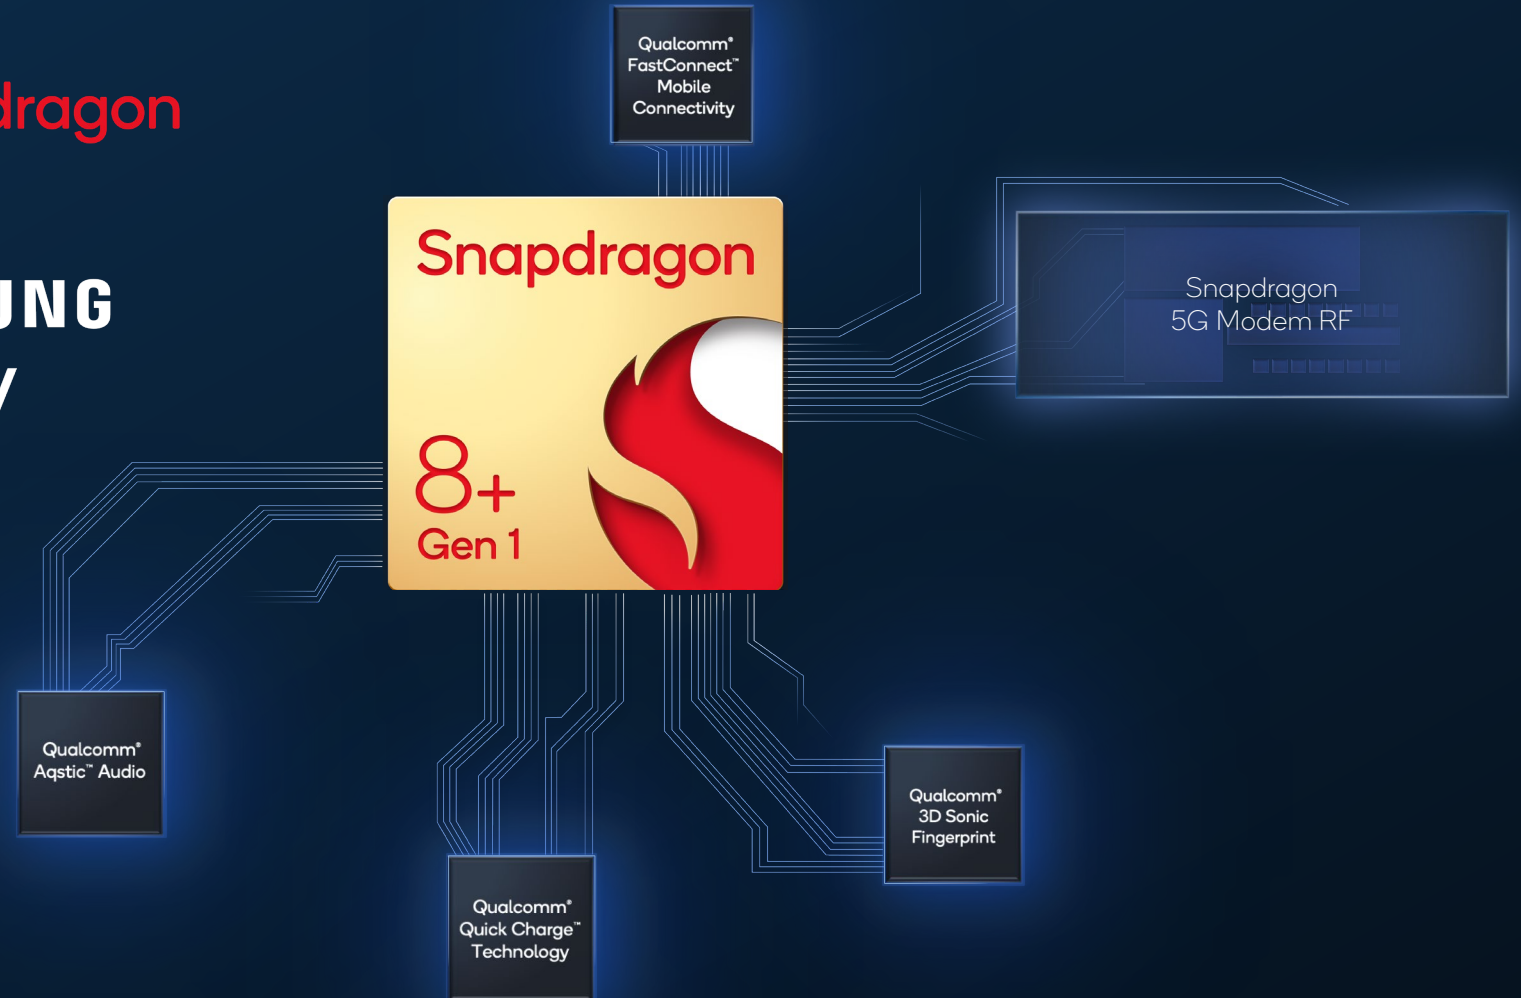 Qualcomm®
FastConnect™
Mobile
Connectivity
dragon
Snapdragon
8+
Gen 1
Snapdragon
5G Modem RF
UNG
Y
Qualcomm®
Aqstic™ Audio
Qualcomm®
3D Sonic
Fingerprint
Qualcomm®
Quick Charge™
Technology